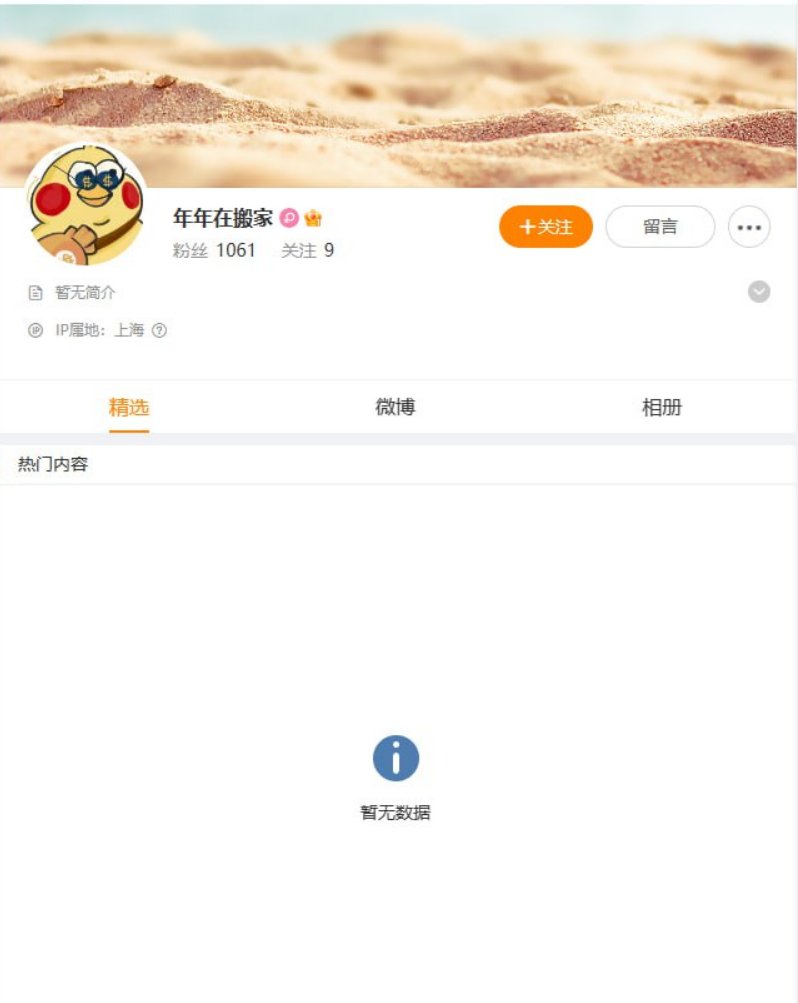 年年在搬家
+关注
留言
粉丝 1061 关注 9
暂无简介
IP属地：上海
精选 微博 相册
热门内容
暂无数据